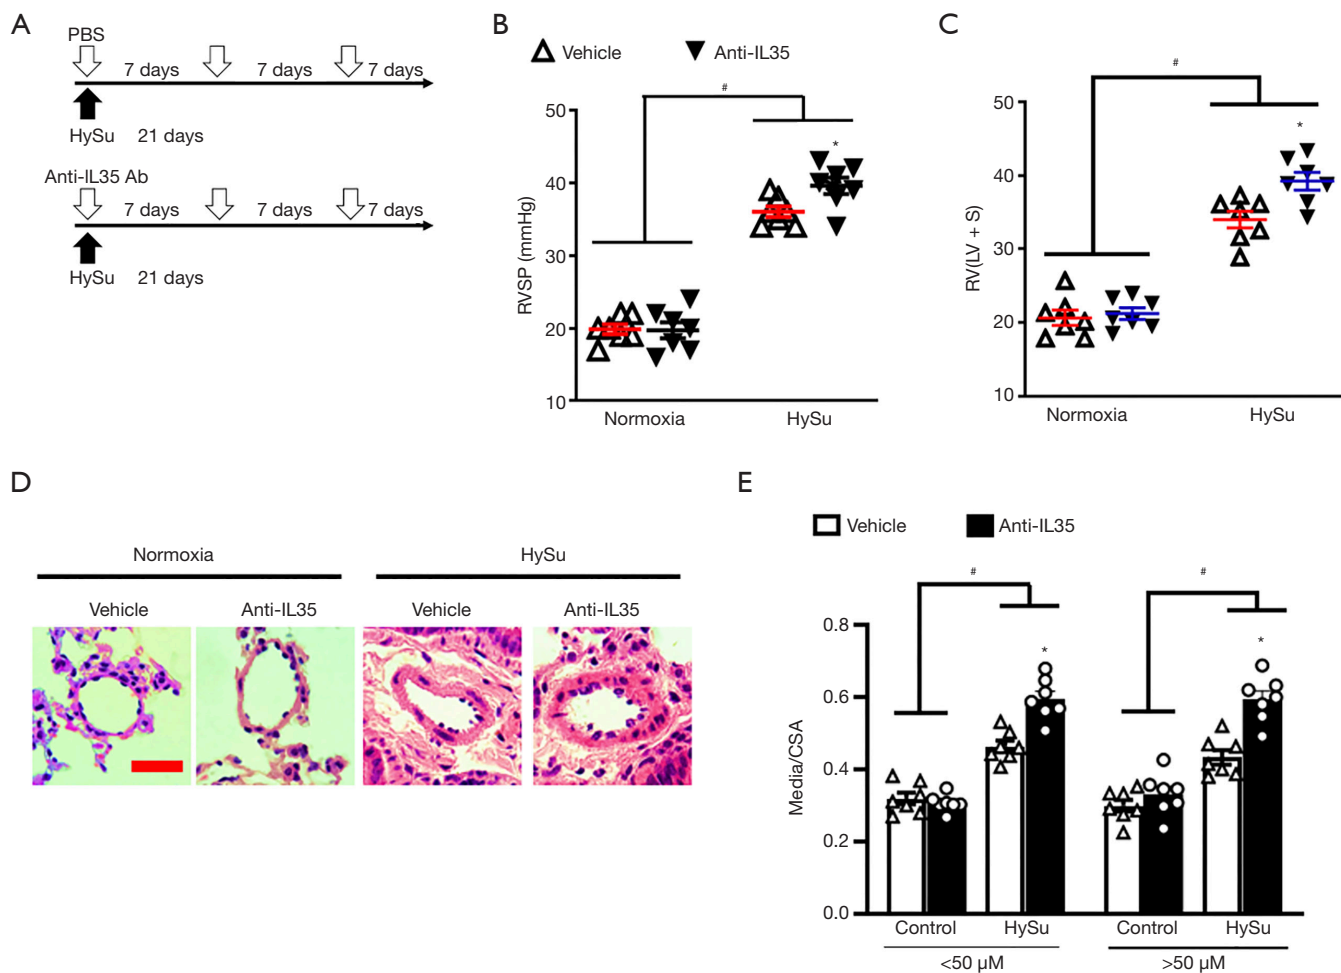 A
PBS
7 days 7 days 7 days
HySu 21 days
Anti-IL35 Ab
7 days 7 days 7 days
HySu 21 days
B
Vehicle Anti-IL35
#
*
RVSP (mmHg)
50
40
30
20
10
Normoxia HySu
C
#
*
RV(LV + S)
50
40
30
20
10
Normoxia HySu
D
Normoxia HySu
Vehicle Anti-IL35 Vehicle Anti-IL35
E
Vehicle Anti-IL35
# #
* *
Media/CSA
0.8
0.6
0.4
0.2
0.0
Control HySu Control HySu
<50 μM >50 μM